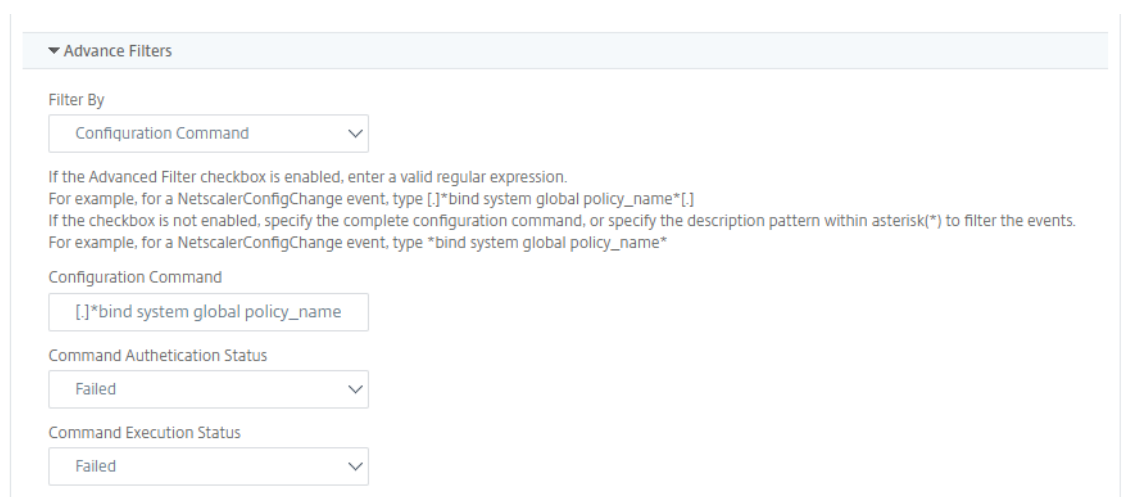 Advance Filters
Filter By
Configuration Command
If the Advanced Filter checkbox is enabled, enter a valid regular expression.
For example, for a NetscalerConfigChange event, type [.]*bind system global policy_name*[.]
If the checkbox is not enabled, specify the complete configuration command, or specify the description pattern within asterisk(*) to filter the events.
For example, for a NetscalerConfigChange event, type *bind system global policy_name*
Configuration Command
[.]*bind system global policy_name
Command Authetication Status
Failed
Command Execution Status
Failed